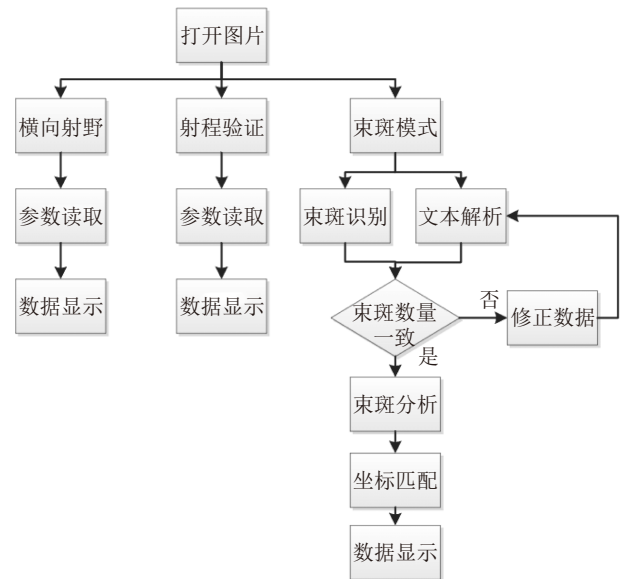 打开图片
横向射野
射程验证
束斑模式
参数读取
参数读取
束斑识别
文本解析
数据显示
数据显示
束斑数量
一致
否
修正数据
是
束斑分析
坐标匹配
数据显示